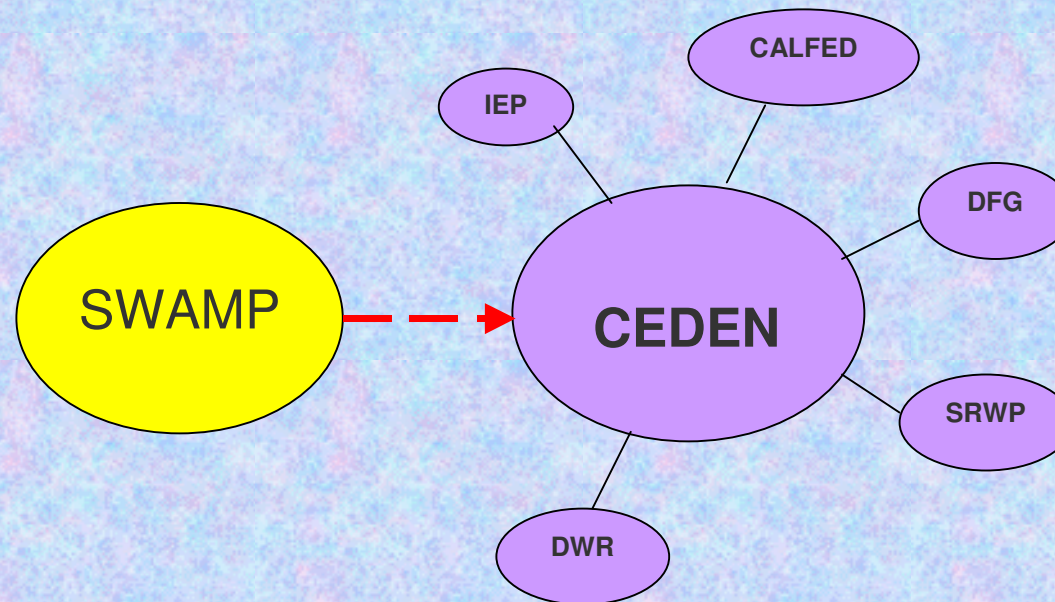 CALFED
IEP
DFG
SWAMP
CEDEN
SRWP
DWR